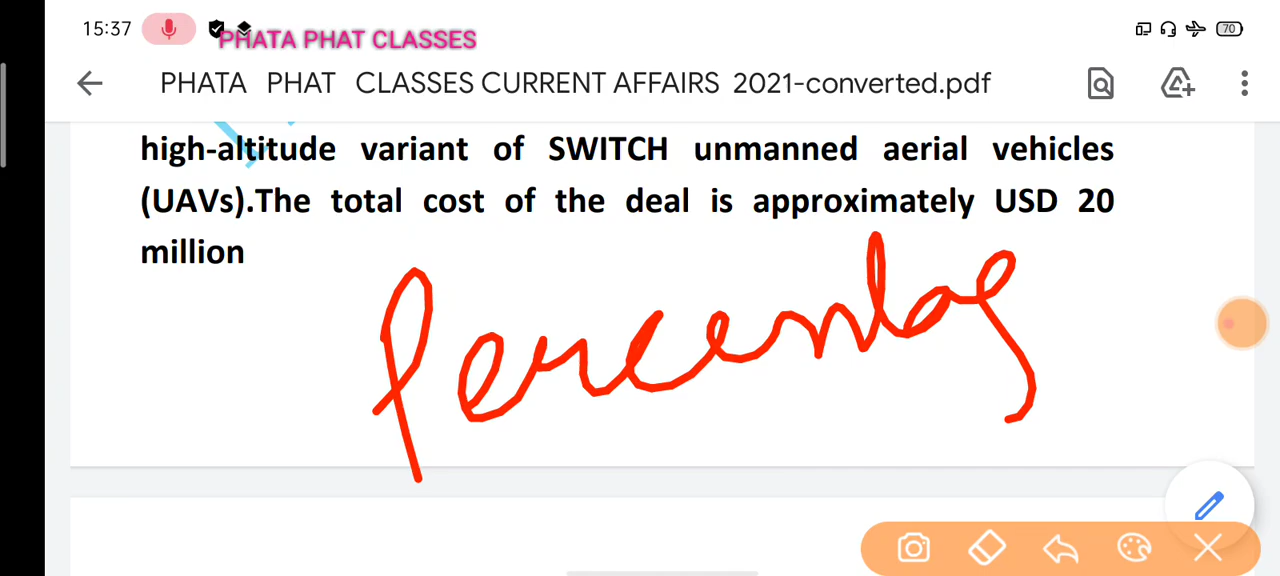 15:37
PHATA PHAT CLASSES
70
PHATA PHAT CLASSES CURRENT AFFAIRS 2021-converted.pdf
high-altitude variant of SWITCH unmanned aerial vehicles
(UAVs).The total cost of the deal is approximately USD 20
million
Percentag